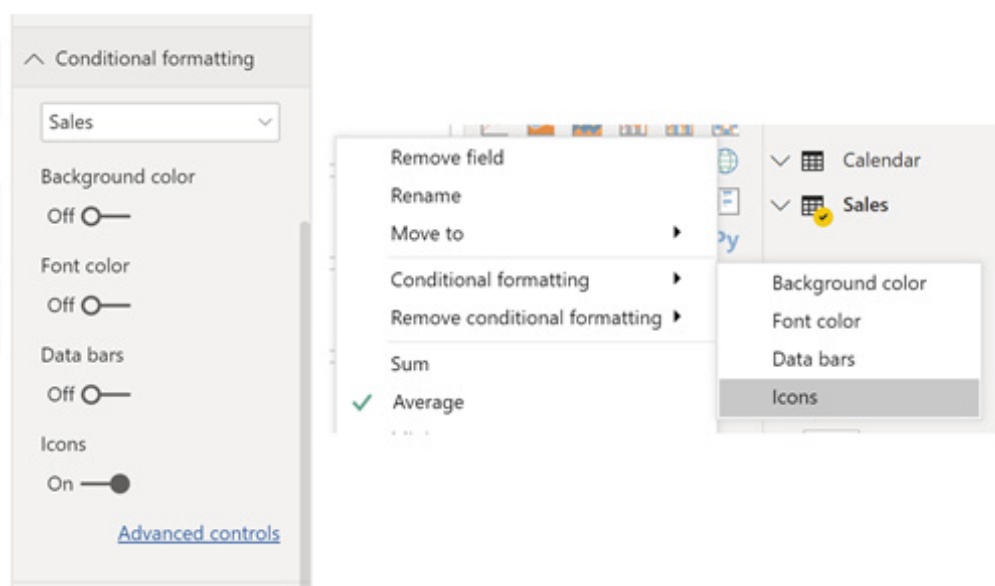 Conditional formatting
Sales
Background color
Off
Font color
Off
Data bars
Off
Icons
On
Advanced controls
Remove field
Rename
Move to
Conditional formatting
Remove conditional formatting
Sum
Average
Py
Calendar
Sales
Background color
Font color
Data bars
Icons